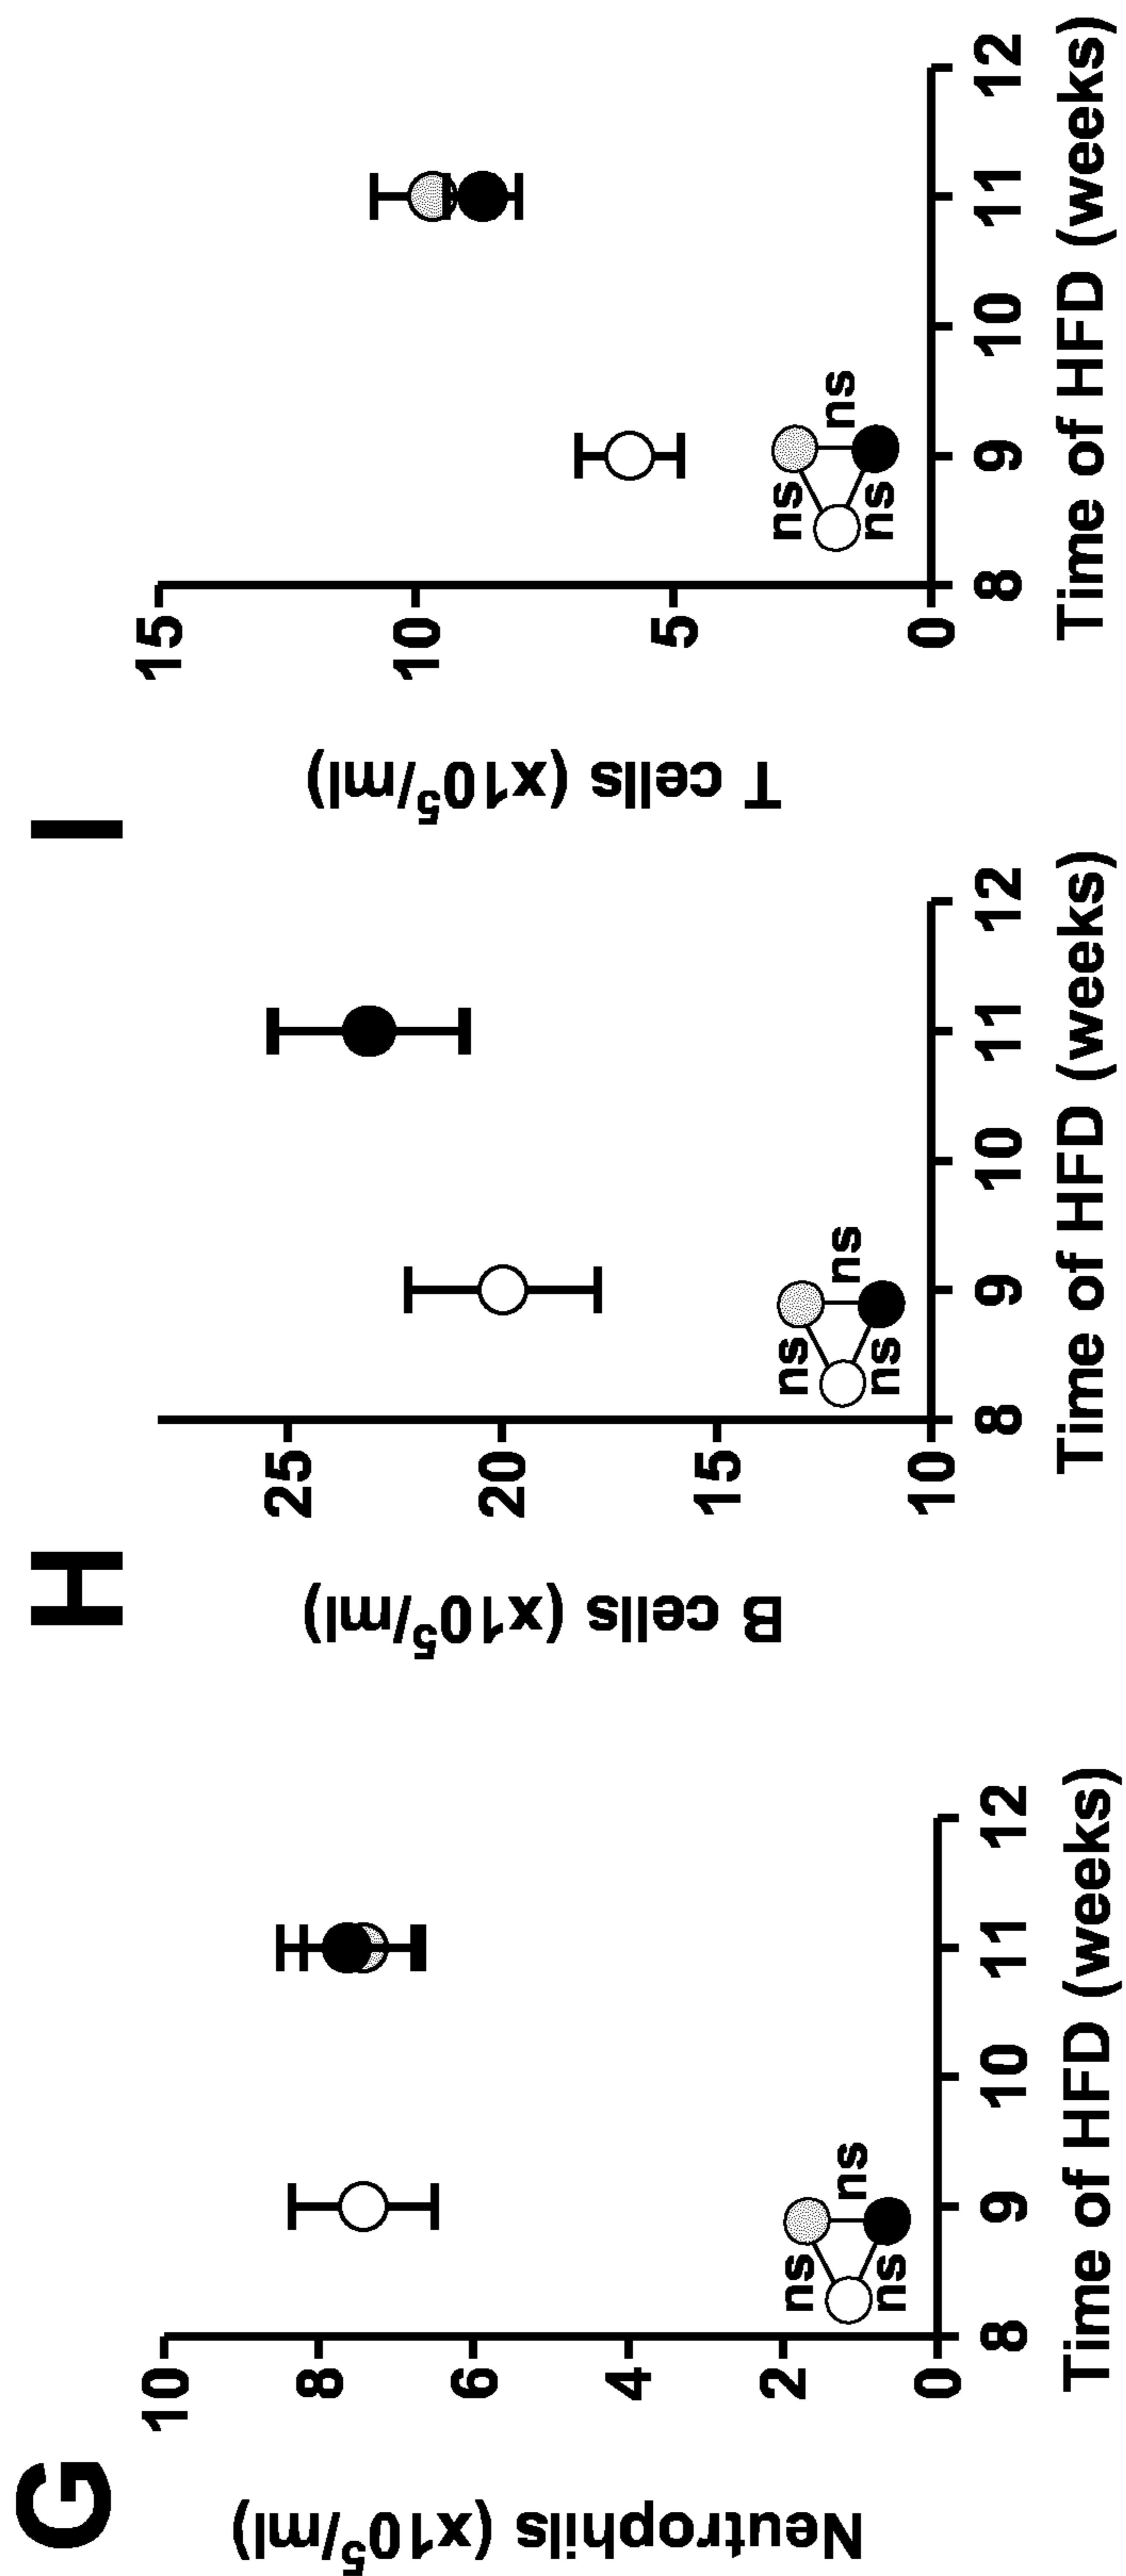 G
Neutrophils (x10⁵/ml)
10
8
6
4
2
0
ns
ns
ns
8 9 10 11 12
Time of HFD (weeks)
H
B cells (x10⁵/ml)
25
20
15
10
ns
ns
ns
8 9 10 11 12
Time of HFD (weeks)
I
T cells (x10⁵/ml)
15
10
5
0
ns
ns
ns
8 9 10 11 12
Time of HFD (weeks)